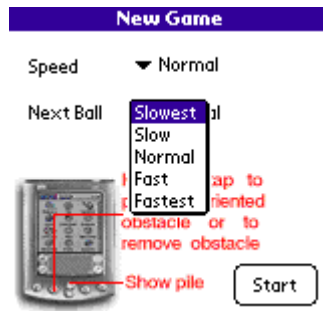 New Game
Speed Normal
Next Ball
Slowest
Slow
Normal
Fast
Fastest
to
obstacle or to
remove obstacle
Show pile
Start